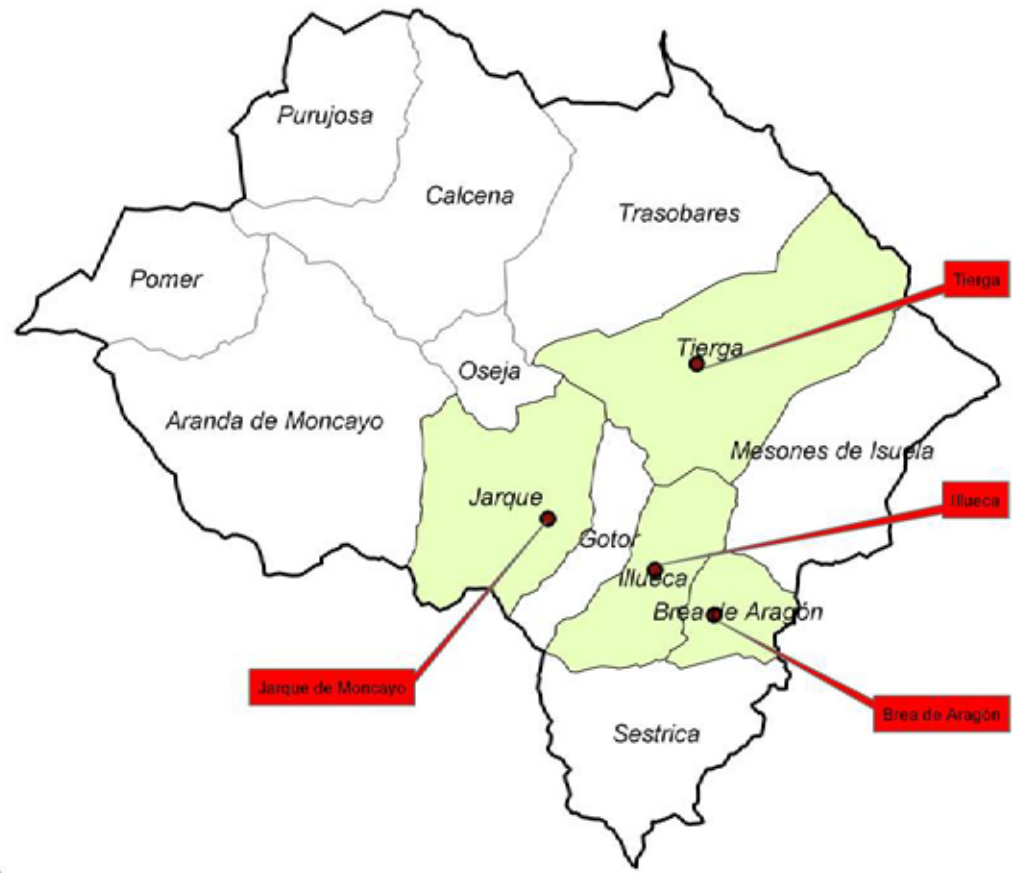 Purujosa
Calcena
Trasobares
Pomer
Tierga
Tierga
Oseja
Aranda de Moncayo
Mesones de Isuela
Jarque
Illueca
Gotor
Illueca
Brea de Aragón
Jarque de Moncayo
Brea de Aragón
Sestrica